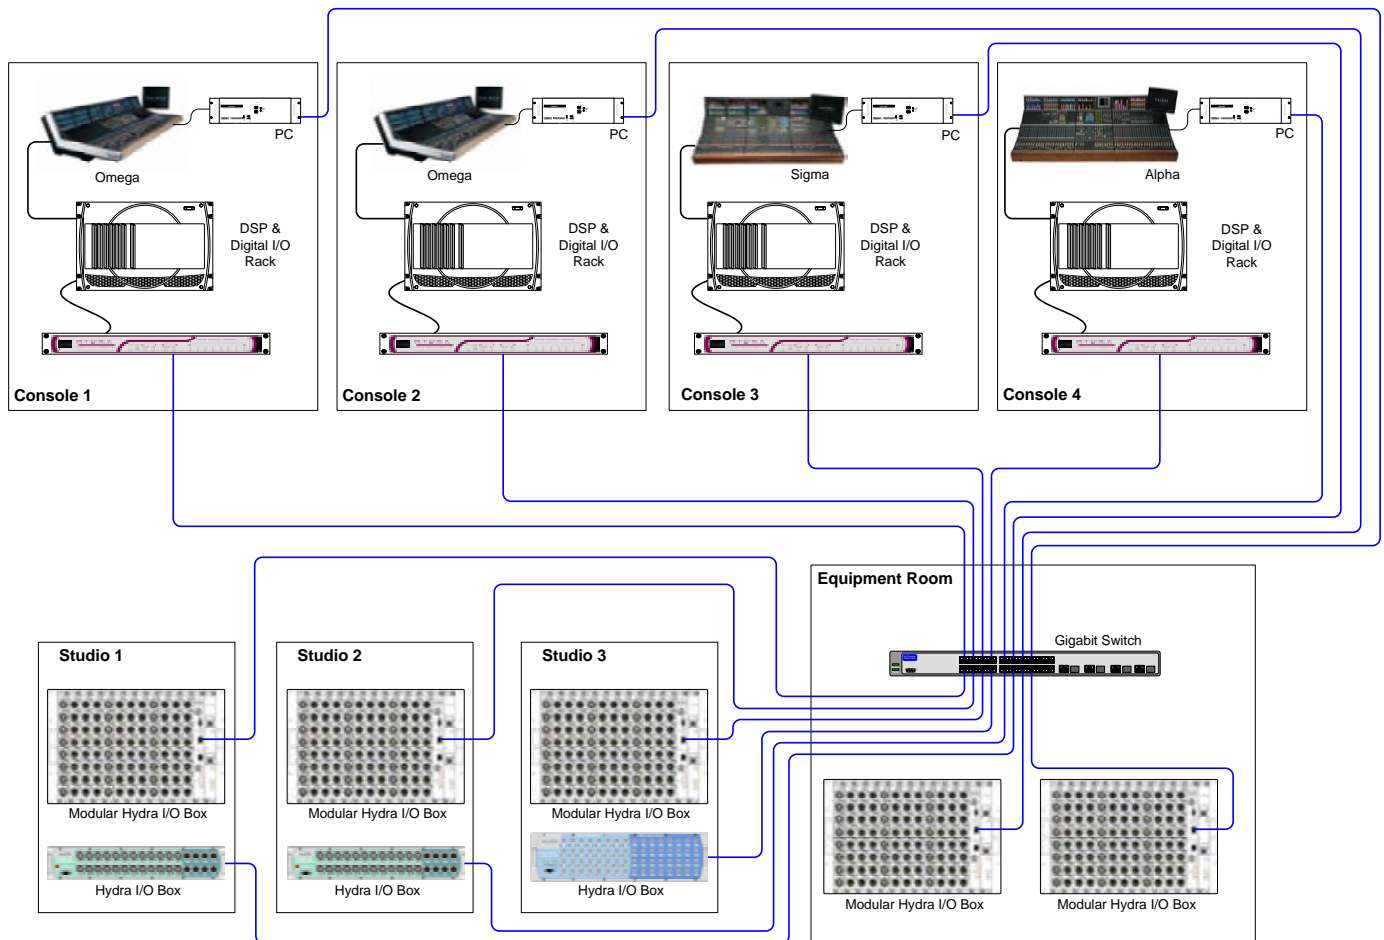 PC
Omega
DSP &
Digital I/O
Rack
Console 1
PC
Omega
DSP &
Digital I/O
Rack
Console 2
PC
Sigma
DSP &
Digital I/O
Rack
Console 3
PC
Alpha
DSP &
Digital I/O
Rack
Console 4
Equipment Room
Gigabit Switch
Studio 1
Modular Hydra I/O Box
Hydra I/O Box
Studio 2
Modular Hydra I/O Box
Hydra I/O Box
Studio 3
Modular Hydra I/O Box
Hydra I/O Box
Modular Hydra I/O Box
Modular Hydra I/O Box